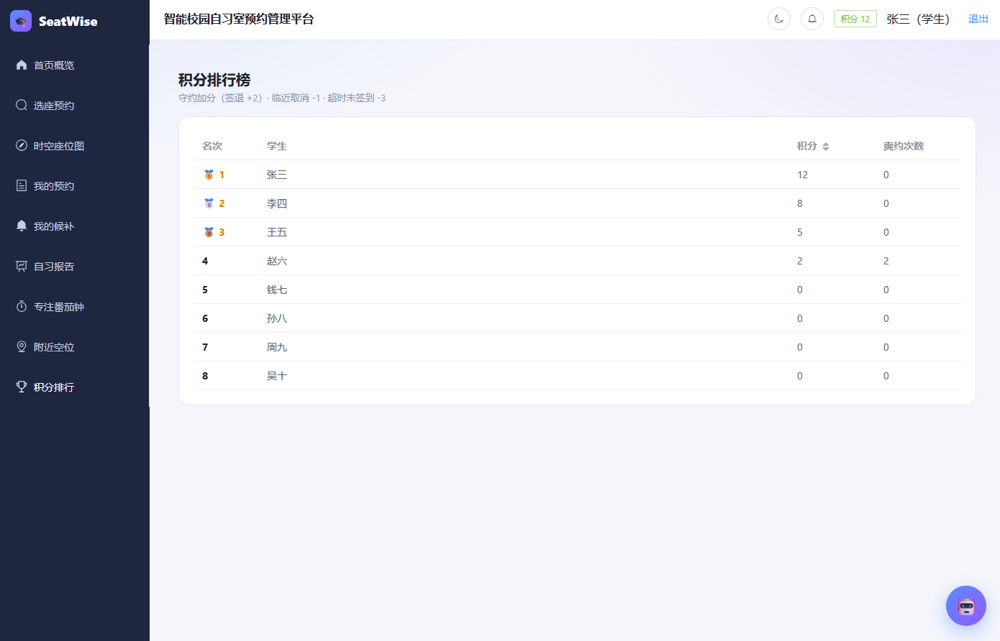 SeatWise
首页概览
选座预约
时空座位图
我的预约
我的候补
自习报告
专注番茄钟
附近空位
积分排行
智能校园自习室预约管理平台
积分 12
张三（学生）
退出
积分排行榜
守约加分（签退 +2）· 临近取消 -1 · 超时未签到 -3
名次 学生 积分 爽约次数
1 张三 12 0
2 李四 8 0
3 王五 5 0
4 赵六 2 2
5 钱七 0 0
6 孙八 0 0
7 周九 0 0
8 吴十 0 0